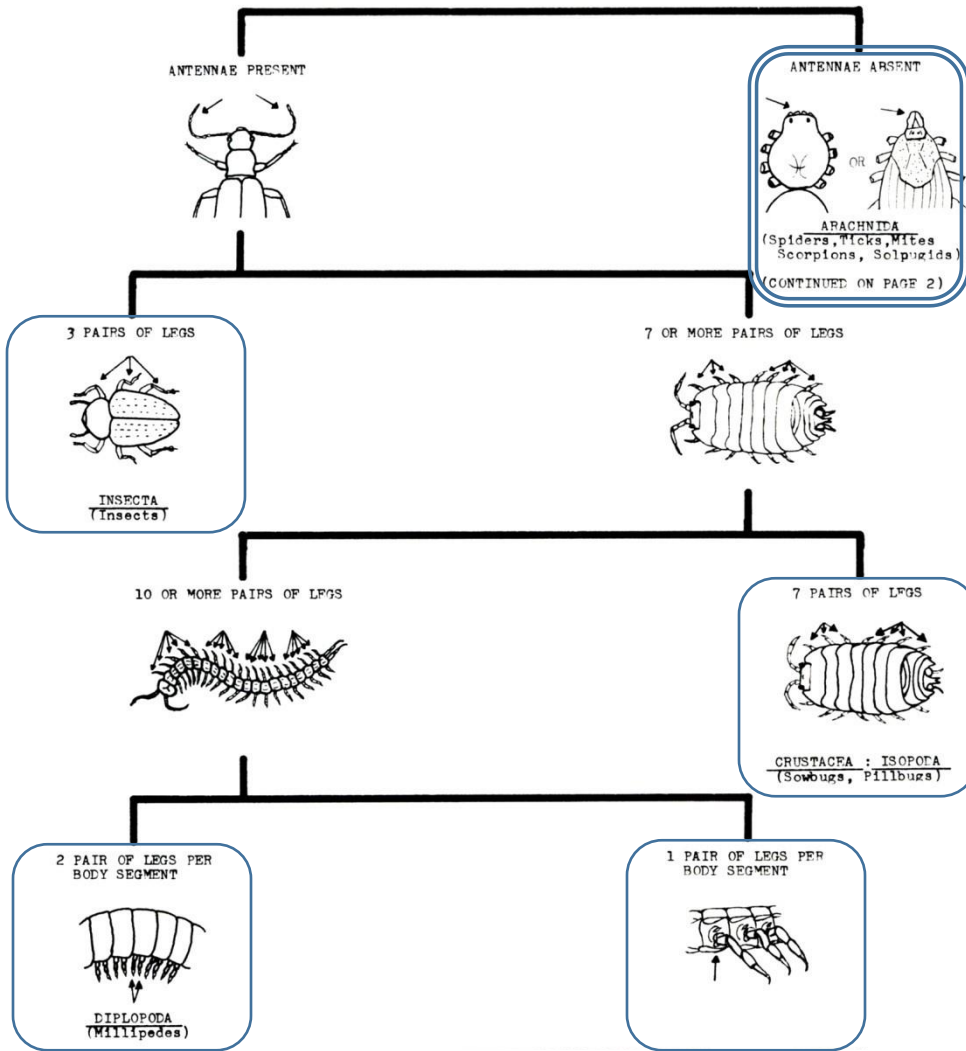 ANTENNAE PRESENT
ANTENNAE ABSENT
OR
ARACHNIDA
(Spiders,Ticks,Mites
Scorpions, Solpugids)
(CONTINUED ON PAGE 2)
3 PAIRS OF LEGS
7 OR MORE PAIRS OF LEGS
INSECTA
(Insects)
10 OR MORE PAIRS OF LEGS
7 PAIRS OF LEGS
CRUSTACEA : ISOPODA
(Sowbugs, Pillbugs)
2 PAIR OF LEGS PER
BODY SEGMENT
1 PAIR OF LEGS PER
BODY SEGMENT
DIPLOPODA
(Millipedes)